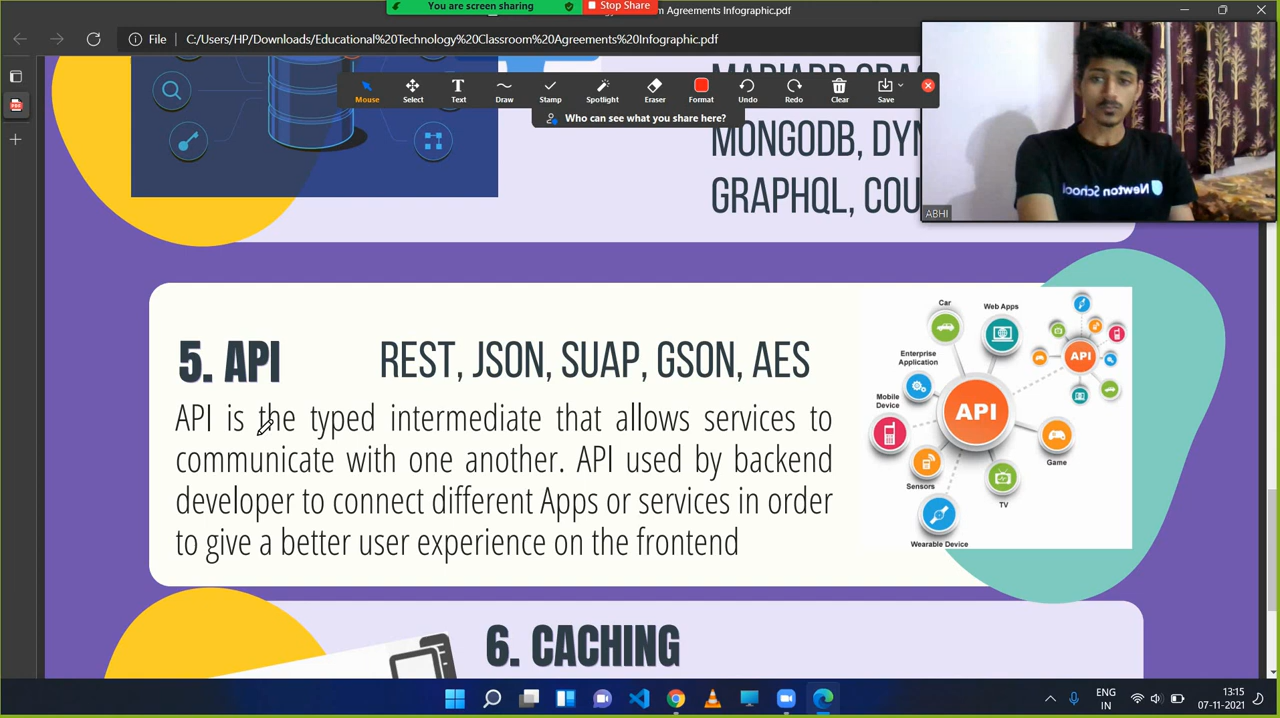 You are screen sharing
Stop Share
m Agreements Infographic.pdf
File
C:/Users/HP/Downloads/Educational%20Technology%20Classroom%20Agreements%20Infographic.pdf
Mouse
Select
Text
Draw
Stamp
Spotlight
Eraser
Format
Undo
Redo
Clear
Save
Who can see what you share here?
MONGODB, DYN
GRAPHQL, COU
Newton School
ABHI
5. API
REST, JSON, SUAP, GSON, AES
API is the typed intermediate that allows services to
communicate with one another. API used by backend
developer to connect different Apps or services in order
to give a better user experience on the frontend
Car
Web Apps
Enterprise
Application
Mobile
Device
API
API
Game
Sensors
TV
Wearable Device
6. CACHING
ENG
IN
13:15
07-11-2021